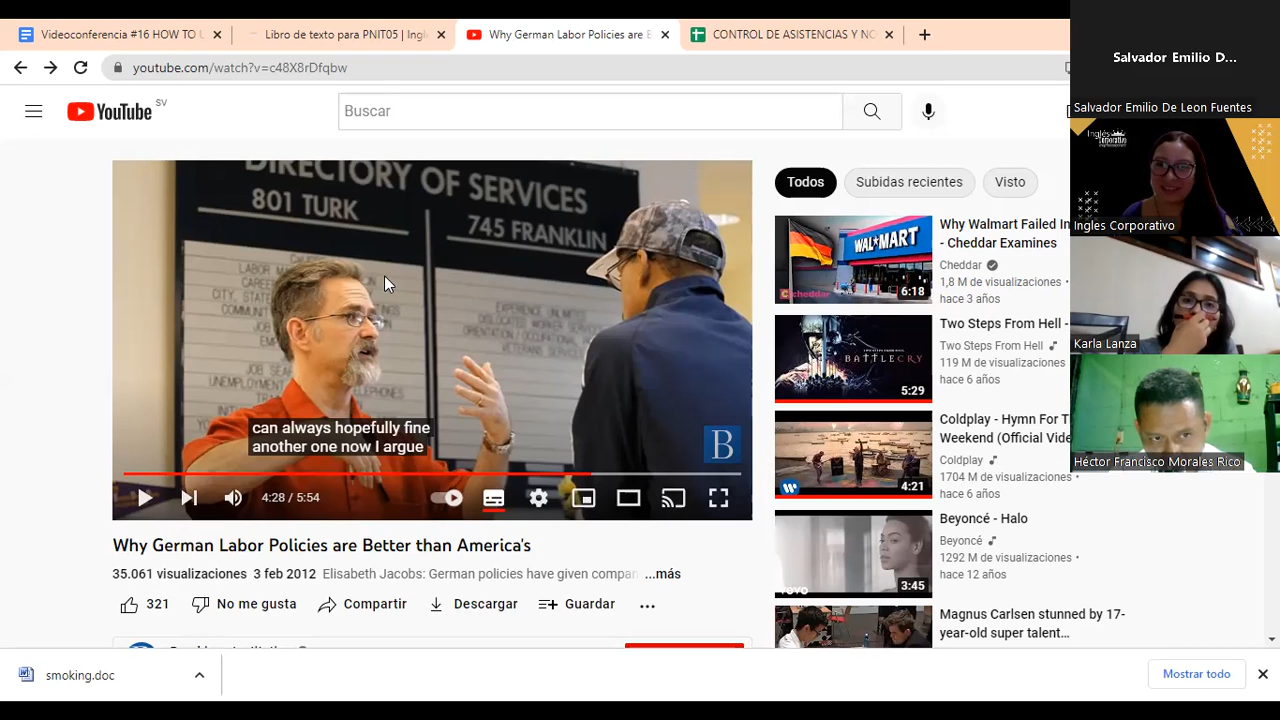 Videoconferencia #16 HOW TO U
Libro de texto para PNIT05 | Ingl
Why German Labor Policies are B
CONTROL DE ASISTENCIAS Y NO
youtube.com/watch?v=c48X8rDfqbw
YouTube SV
Buscar
DIRECTORY OF SERVICES
801 TURK
745 FRANKLIN
can always hopefully fine
another one now I argue
B
4:28 / 5:54
Why German Labor Policies are Better than America's
35.061 visualizaciones 3 feb 2012 Elisabeth Jacobs: German policies have given compan ...más
321 No me gusta Compartir Descargar Guardar
Todos Subidas recientes Visto
WAL★MART
cheddar
6:18
Why Walmart Failed In
- Cheddar Examines
Cheddar
1,8 M de visualizaciones •
hace 3 años
BATTLECRY
5:29
Two Steps From Hell -
Two Steps From Hell
119 M de visualizaciones •
hace 6 años
4:21
Coldplay - Hymn For T
Weekend (Official Vide
Coldplay
1704 M de visualizaciones •
hace 6 años
vevo
3:45
Beyoncé - Halo
Beyoncé
1292 M de visualizaciones •
hace 12 años
Magnus Carlsen stunned by 17-
year-old super talent…
Salvador Emilio D...
Salvador Emilio De Leon Fuentes
Inglés
Corporativo
Ingles Corporativo
Karla Lanza
Héctor Francisco Morales Rico
smoking.doc
Mostrar todo